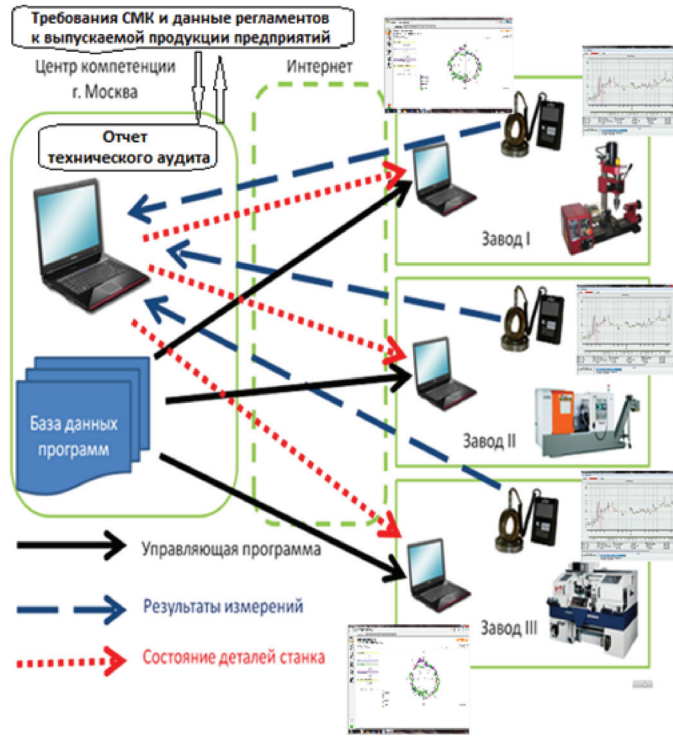 Требования СМК и данные регламентов
к выпускаемой продукции предприятий
Центр компетенции
г. Москва
Интернет
Отчет
технического аудита
Завод I
База данных
программ
Завод II
Управляющая программа
Результаты измерений
Состояние деталей станка
Завод III